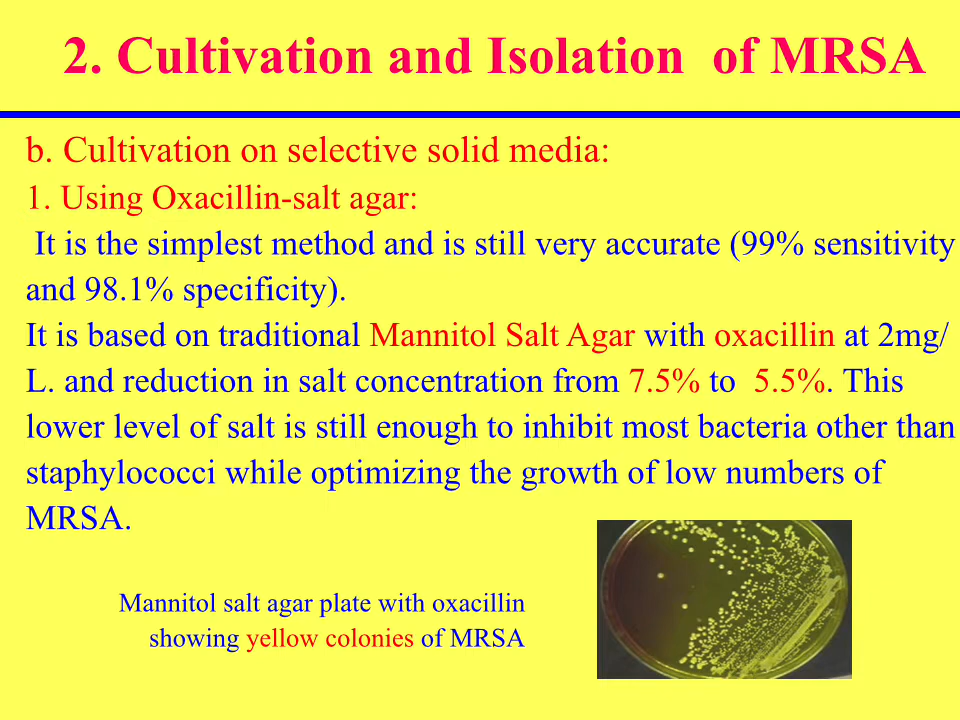 2. Cultivation and Isolation of MRSA
b. Cultivation on selective solid media:
1. Using Oxacillin-salt agar:
It is the simplest method and is still very accurate (99% sensitivity
and 98.1% specificity).
It is based on traditional Mannitol Salt Agar with oxacillin at 2mg/
L. and reduction in salt concentration from 7.5% to 5.5%. This
lower level of salt is still enough to inhibit most bacteria other than
staphylococci while optimizing the growth of low numbers of
MRSA.
Mannitol salt agar plate with oxacillin
showing yellow colonies of MRSA